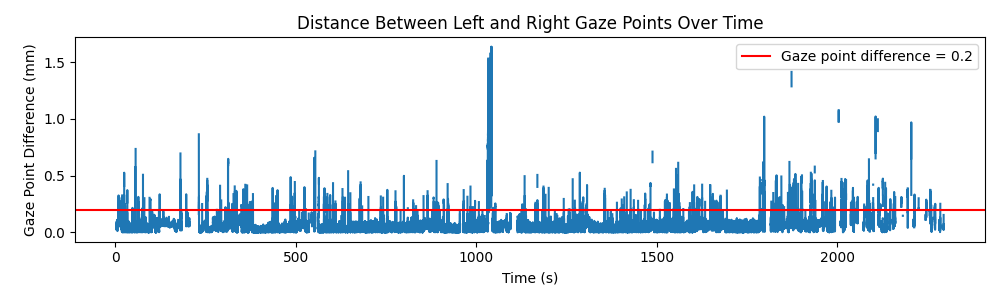 Distance Between Left and Right Gaze Points Over Time
Gaze point difference = 0.2
Gaze Point Difference (mm)
1.5
1.0
0.5
0.0
0 500 1000 1500 2000
Time (s)